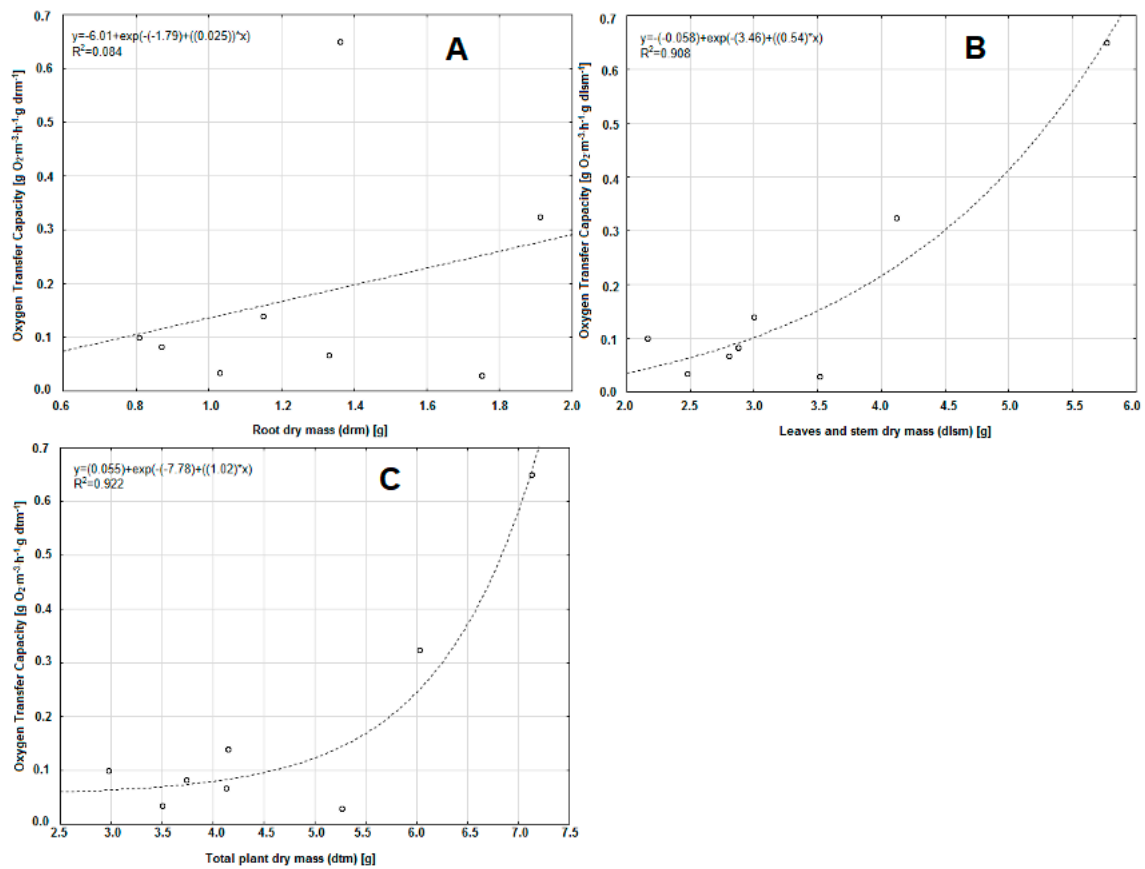 y=-6.01+exp(-(-1.79)+((0.025))*x)
R²=0.084
A
0.7
0.6
0.5
0.4
0.3
0.2
0.1
0.0
Oxygen Transfer Capacity [g O₂·m⁻³·h⁻¹·g drm⁻¹]
0.6 0.8 1.0 1.2 1.4 1.6 1.8 2.0
Root dry mass (drm) [g]
y=-(-0.058)+exp(-(3.46)+((0.54)*x)
R²=0.908
B
0.7
0.6
0.5
0.4
0.3
0.2
0.1
0.0
Oxygen Transfer Capacity [g O₂·m⁻³·h⁻¹·g dlsm⁻¹]
2.0 2.5 3.0 3.5 4.0 4.5 5.0 5.5 6.0
Leaves and stem dry mass (dlsm) [g]
y=(0.055)+exp(-(-7.78)+((1.02)*x)
R²=0.922
C
0.7
0.6
0.5
0.4
0.3
0.2
0.1
0.0
Oxygen Transfer Capacity [g O₂·m⁻³·h⁻¹·g dtm⁻¹]
2.5 3.0 3.5 4.0 4.5 5.0 5.5 6.0 6.5 7.0 7.5
Total plant dry mass (dtm) [g]